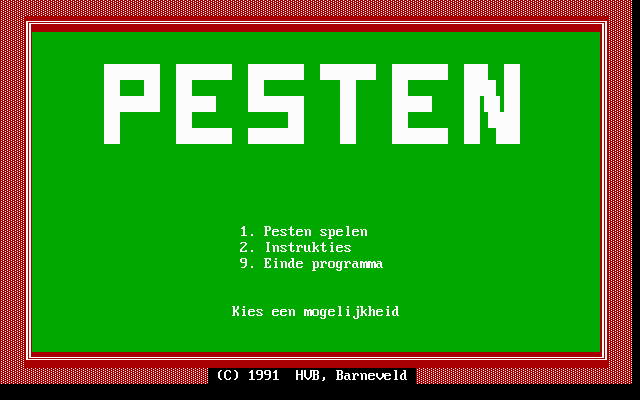 PESTEN
1. Pesten spelen
2. Instrukties
9. Einde programma
Kies een mogelijkheid
(C) 1991  HVB, Barneveld